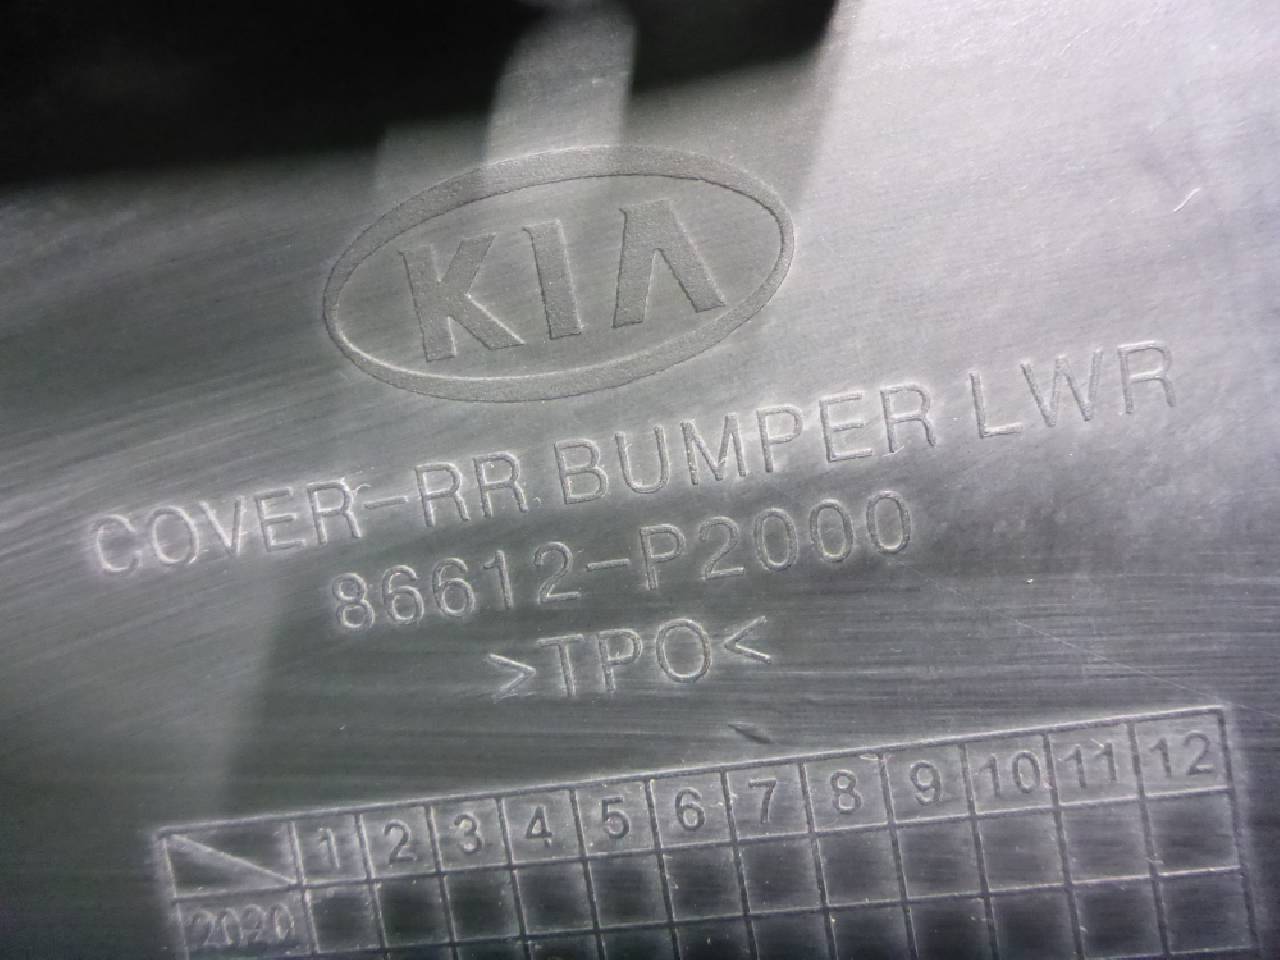 KIA
COVER-RR BUMPER LWR
86612-P2000
>TPO<
1 2 3 4 5 6 7 8 9 10 11 12
2020